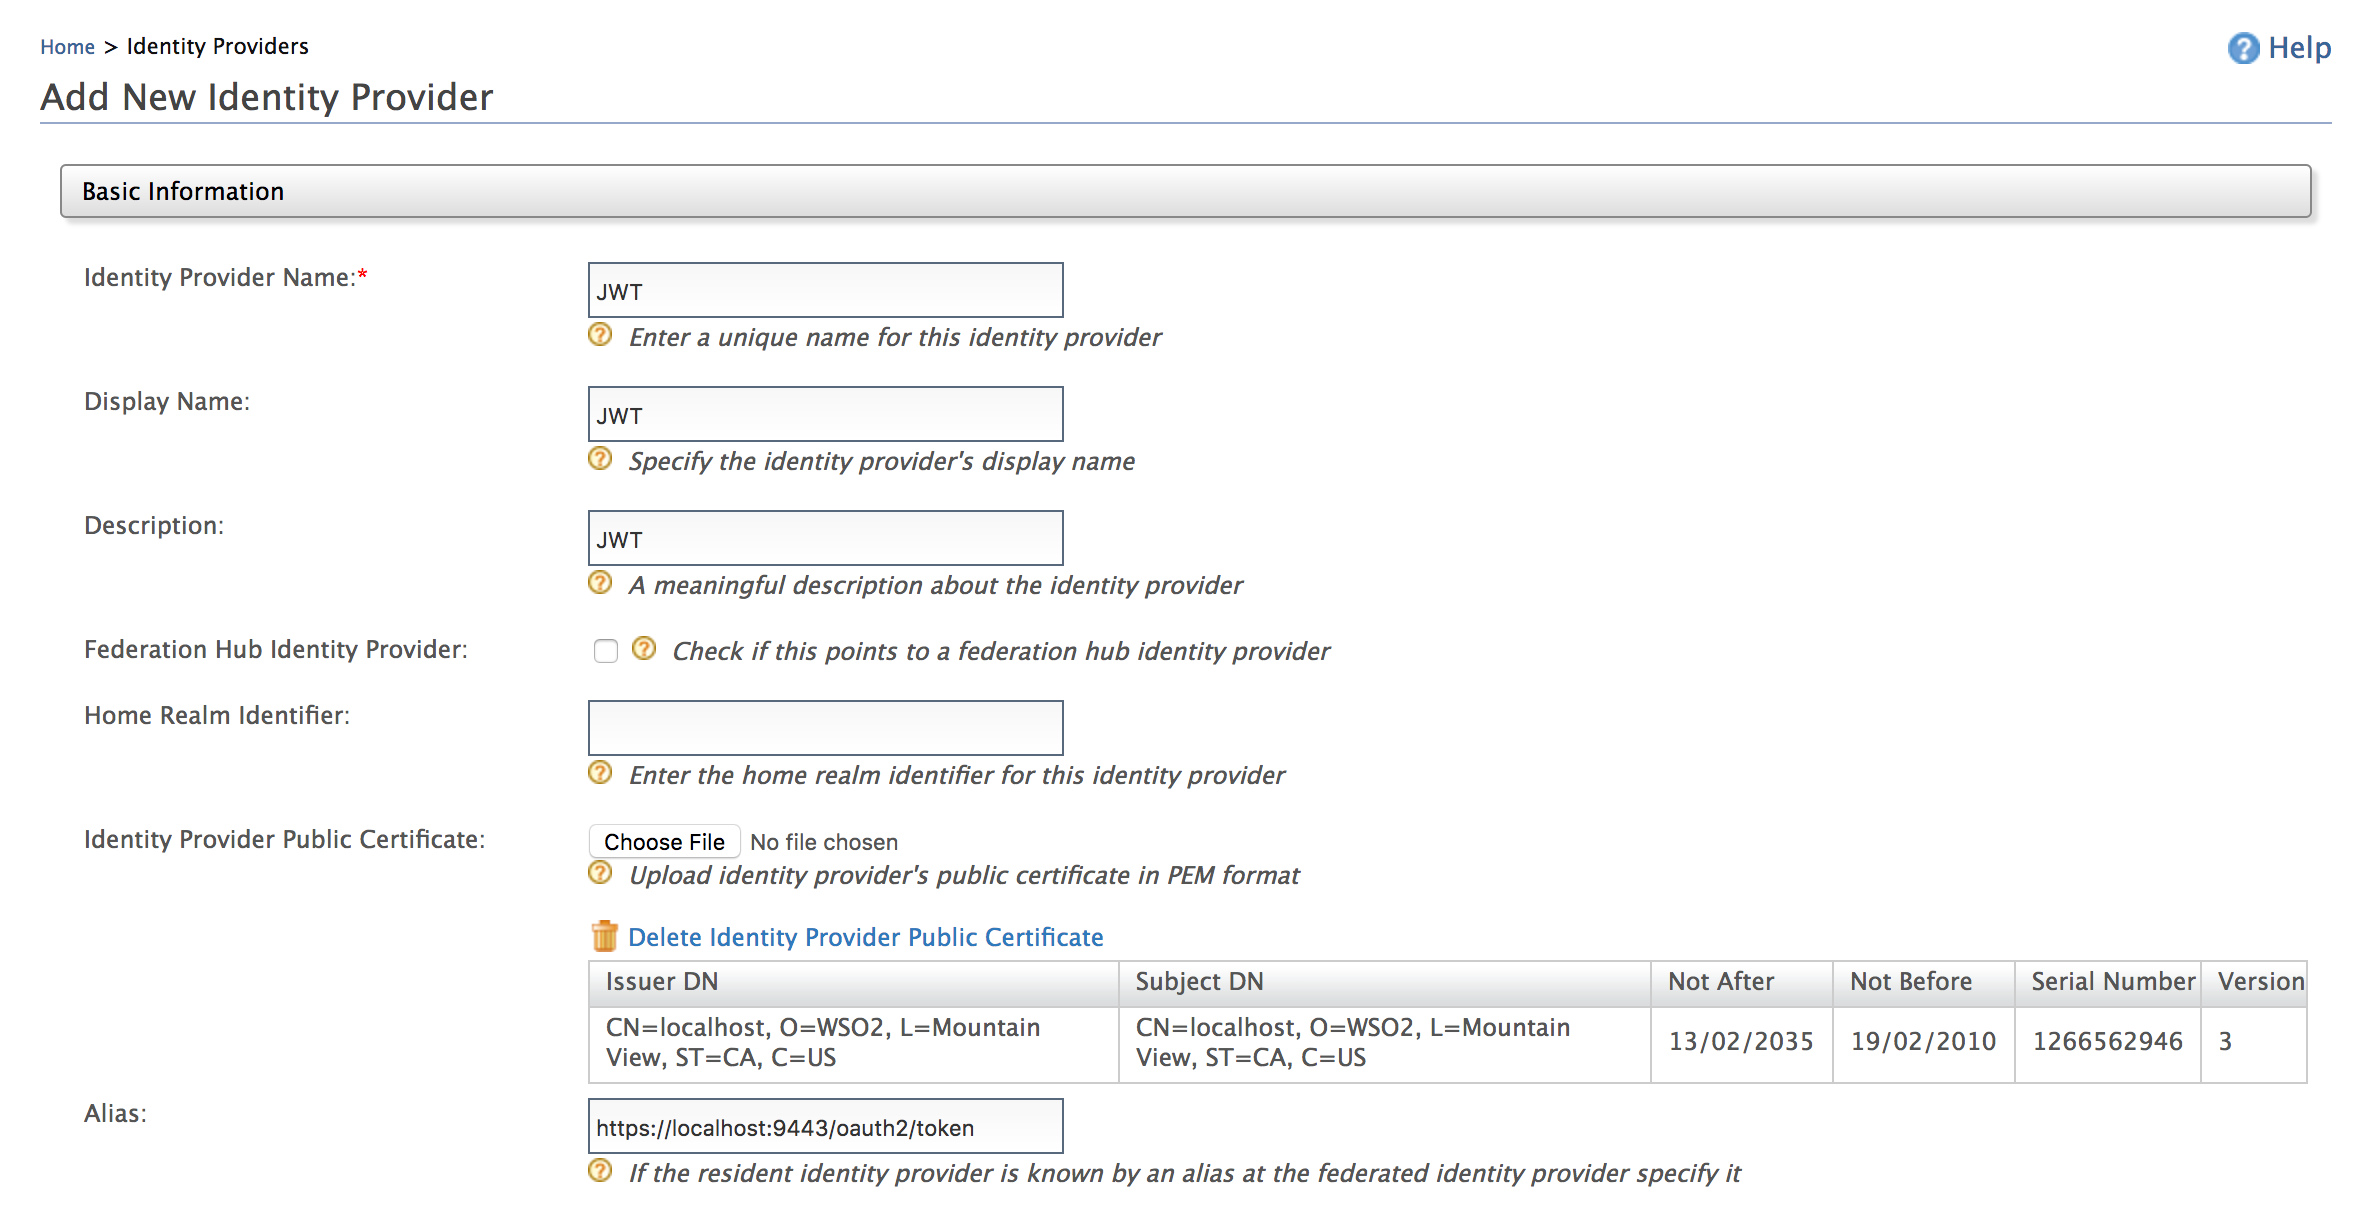 Home > Identity Providers
Help
Add New Identity Provider
Basic Information
Identity Provider Name:*
JWT
Enter a unique name for this identity provider
Display Name:
JWT
Specify the identity provider's display name
Description:
JWT
A meaningful description about the identity provider
Federation Hub Identity Provider:
Check if this points to a federation hub identity provider
Home Realm Identifier:
Enter the home realm identifier for this identity provider
Identity Provider Public Certificate:
Choose File No file chosen
Upload identity provider's public certificate in PEM format
Delete Identity Provider Public Certificate
Issuer DN Subject DN Not After Not Before Serial Number Version
CN=localhost, O=WSO2, L=Mountain View, ST=CA, C=US CN=localhost, O=WSO2, L=Mountain View, ST=CA, C=US 13/02/2035 19/02/2010 1266562946 3
Alias:
https://localhost:9443/oauth2/token
If the resident identity provider is known by an alias at the federated identity provider specify it